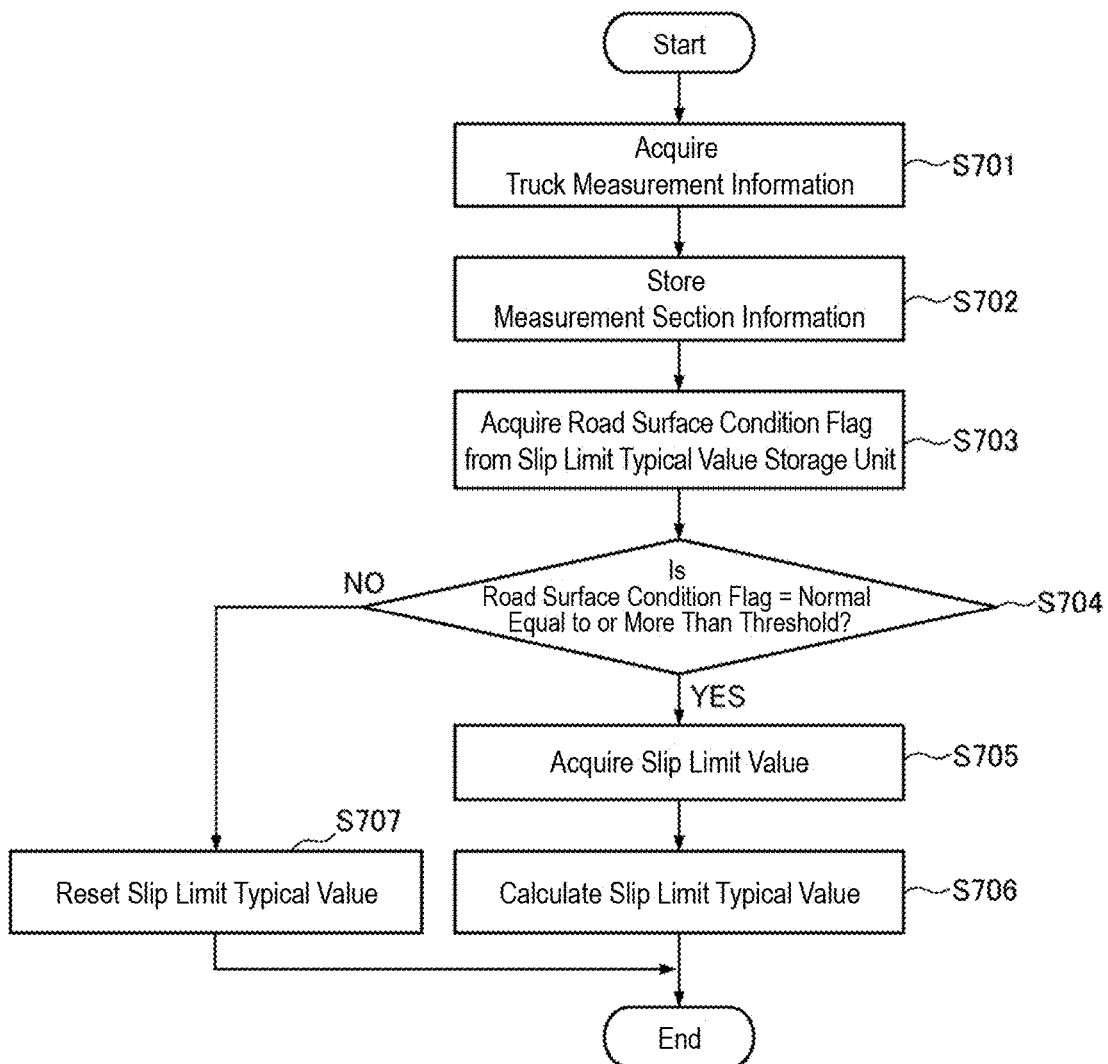 Start
Acquire
Truck Measurement Information
S701
Store
Measurement Section Information
S702
Acquire Road Surface Condition Flag
from Slip Limit Typical Value Storage Unit
S703
Is
Road Surface Condition Flag = Normal
Equal to or More Than Threshold?
S704
NO
YES
Acquire Slip Limit Value
S705
S707
Reset Slip Limit Typical Value
Calculate Slip Limit Typical Value
S706
End